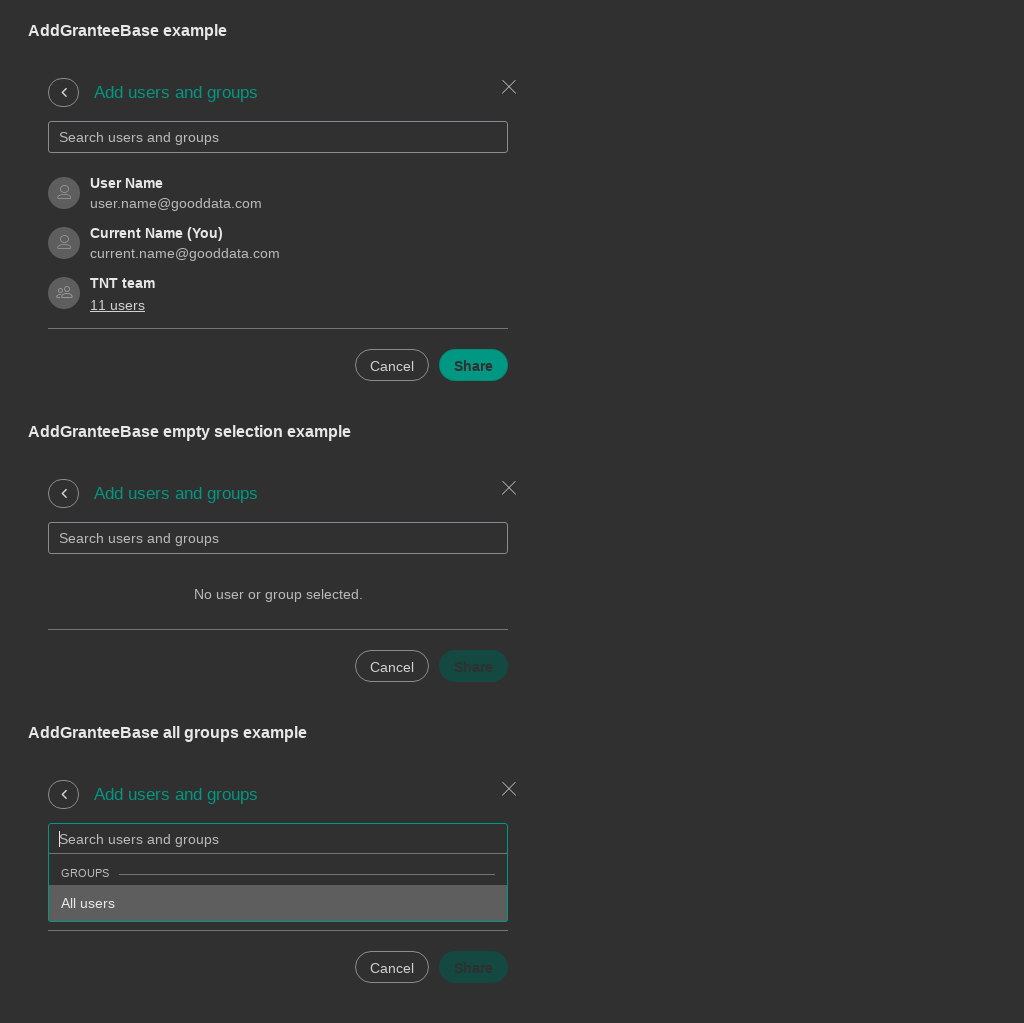 AddGranteeBase example
Add users and groups
Search users and groups
User Name
user.name@gooddata.com
Current Name (You)
current.name@gooddata.com
TNT team
11 users
Cancel
Share
AddGranteeBase empty selection example
Add users and groups
Search users and groups
No user or group selected.
Cancel
Share
AddGranteeBase all groups example
Add users and groups
Search users and groups
GROUPS
All users
Cancel
Share